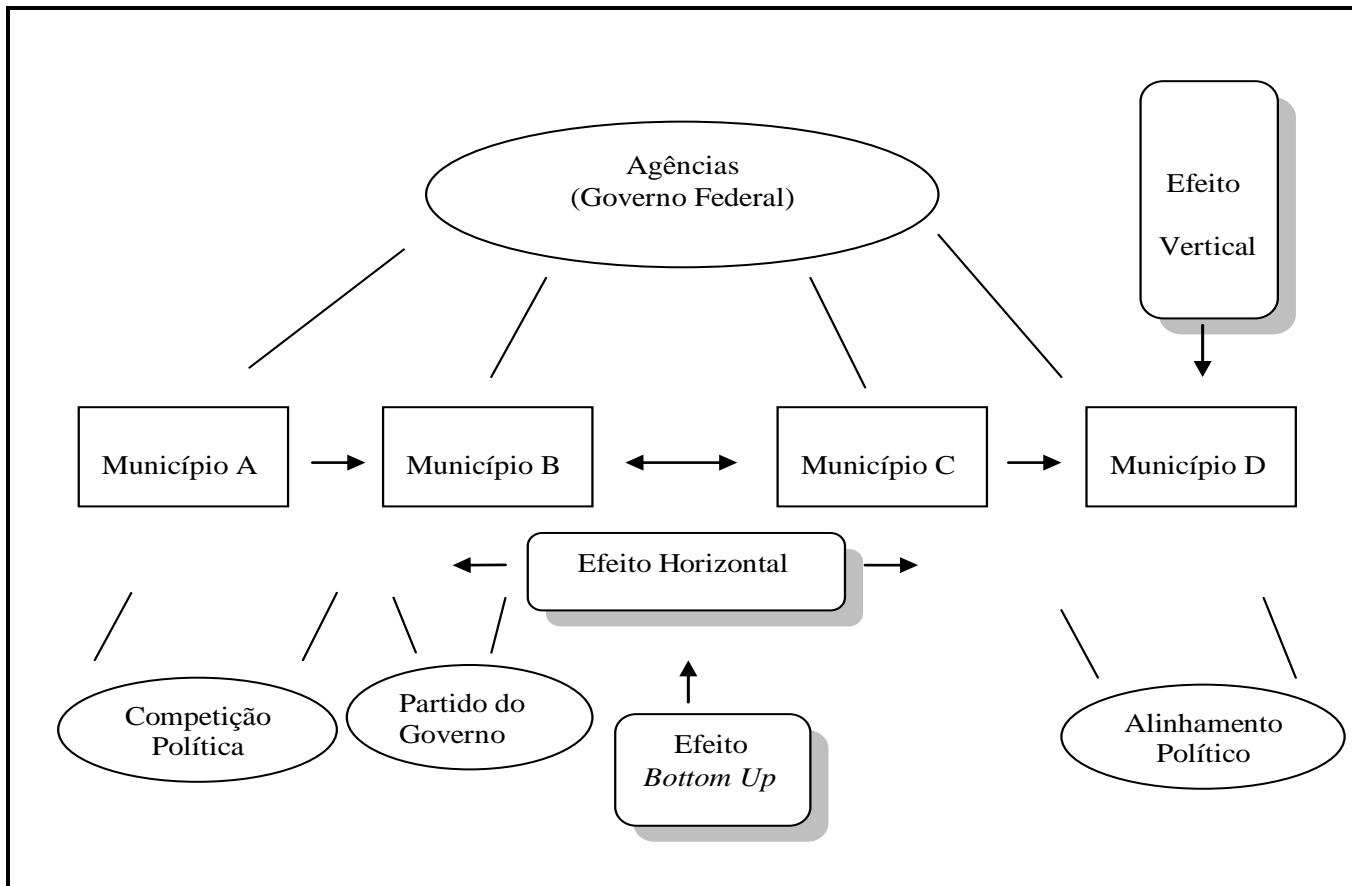 Agências
(Governo Federal)
Efeito
Vertical
Município A
Município B
Município C
Município D
Efeito Horizontal
Competição
Política
Partido do
Governo
Efeito
Bottom Up
Alinhamento
Político